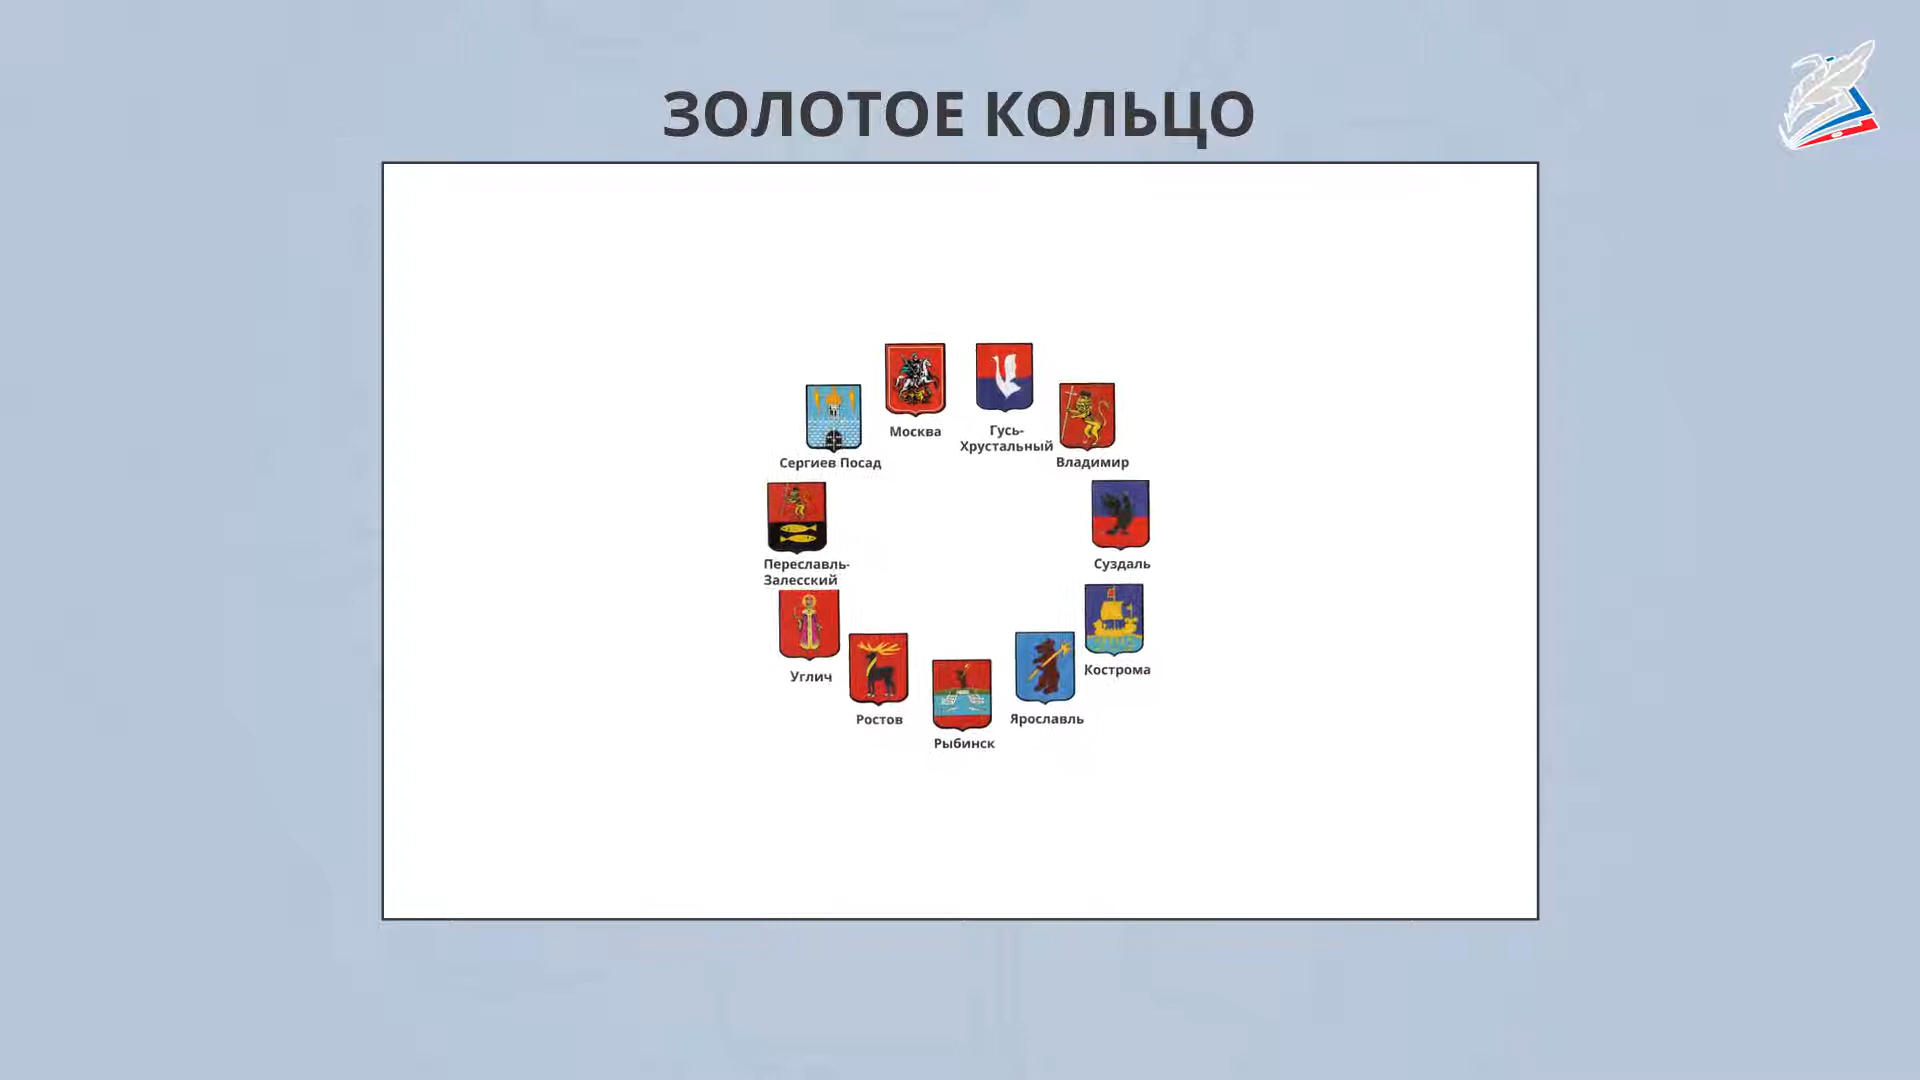 ЗОЛОТОЕ КОЛЬЦО
Москва
Гусь-
Хрустальный
Сергиев Посад
Владимир
Переславль-
Залесский
Суздаль
Углич
Кострома
Ростов
Ярославль
Рыбинск